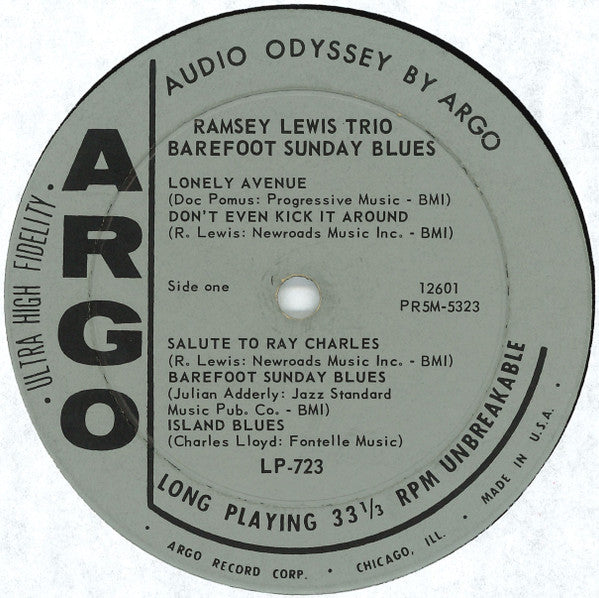 AUDIO ODYSSEY BY ARGO
· ULTRA HIGH FIDELITY ·
ARGO
RAMSEY LEWIS TRIO
BAREFOOT SUNDAY BLUES
LONELY AVENUE
(Doc Pomus: Progressive Music - BMI)
DON'T EVEN KICK IT AROUND
(R. Lewis: Newroads Music Inc. - BMI)
Side one
12601
PR5M-5323
SALUTE TO RAY CHARLES
(R. Lewis: Newroads Music Inc. - BMI)
BAREFOOT SUNDAY BLUES
(Julian Adderly: Jazz Standard
Music Pub. Co. - BMI)
ISLAND BLUES
(Charles Lloyd: Fontelle Music)
LP-723
LONG PLAYING 33 1/3 RPM UNBREAKABLE
· ARGO RECORD CORP. · CHICAGO, ILL. · MADE IN U.S.A. ·